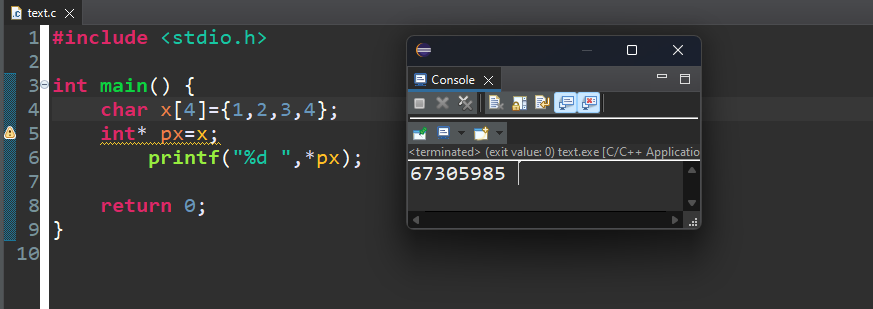 text.c
1 #include <stdio.h>
2
3 int main() {
4 char x[4]={1,2,3,4};
5 int* px=x;
6 printf("%d ",*px);
7
8 return 0;
9 }
10
Console
<terminated> (exit value: 0) text.exe [C/C++ Applicatio
67305985